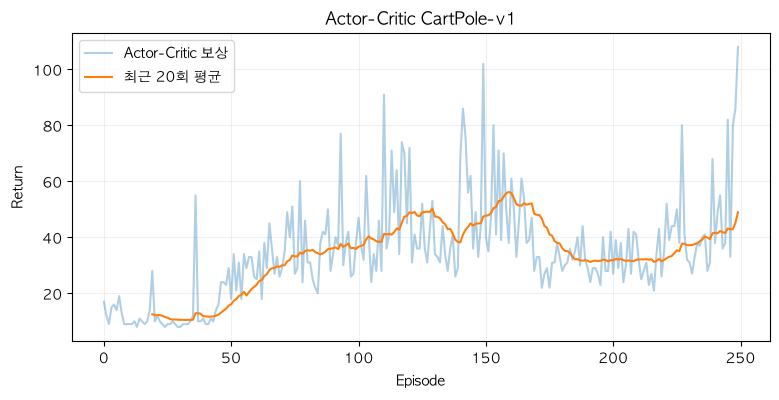 Actor-Critic CartPole-v1
Actor-Critic 보상
최근 20회 평균
Return
100
80
60
40
20
0
50
100
150
200
250
Episode